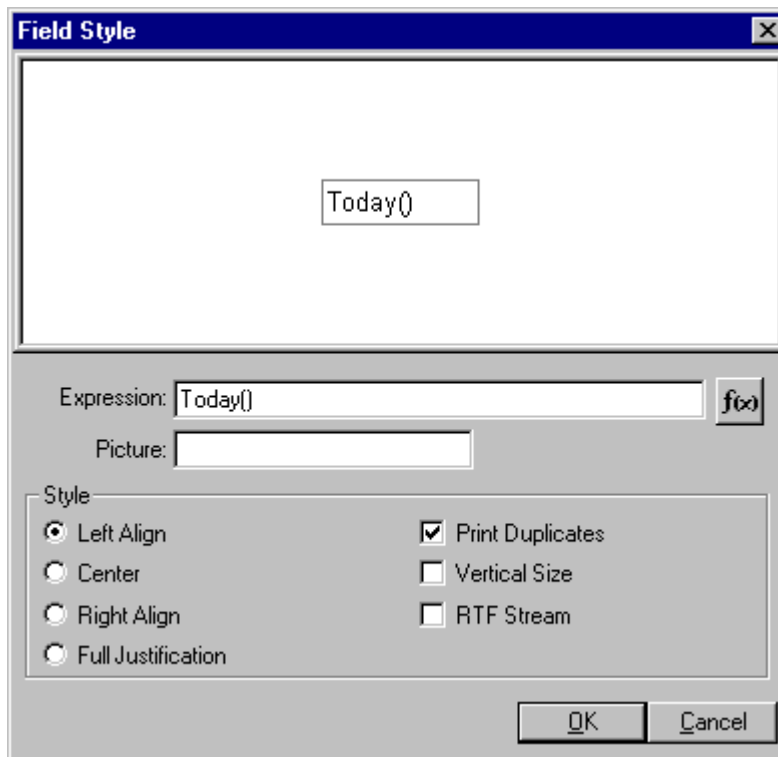 Field Style
Today()
Expression: Today() f(x)
Picture:
Style
Left Align Print Duplicates
Center Vertical Size
Right Align RTF Stream
Full Justification
OK Cancel